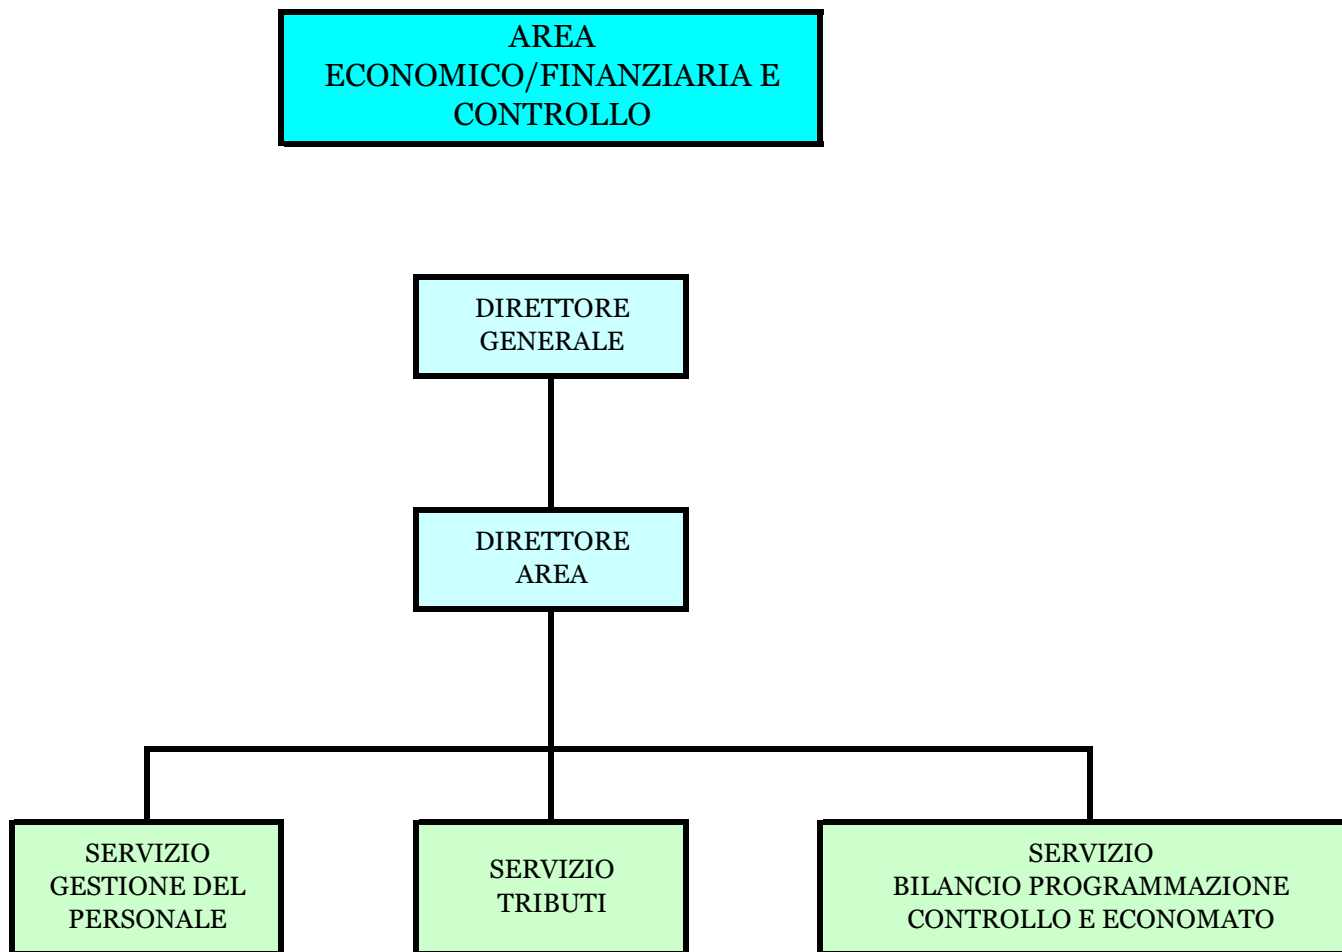 AREA
ECONOMICO/FINANZIARIA E
CONTROLLO
DIRETTORE
GENERALE
DIRETTORE
AREA
SERVIZIO
GESTIONE DEL
PERSONALE
SERVIZIO
TRIBUTI
SERVIZIO
BILANCIO PROGRAMMAZIONE
CONTROLLO E ECONOMATO